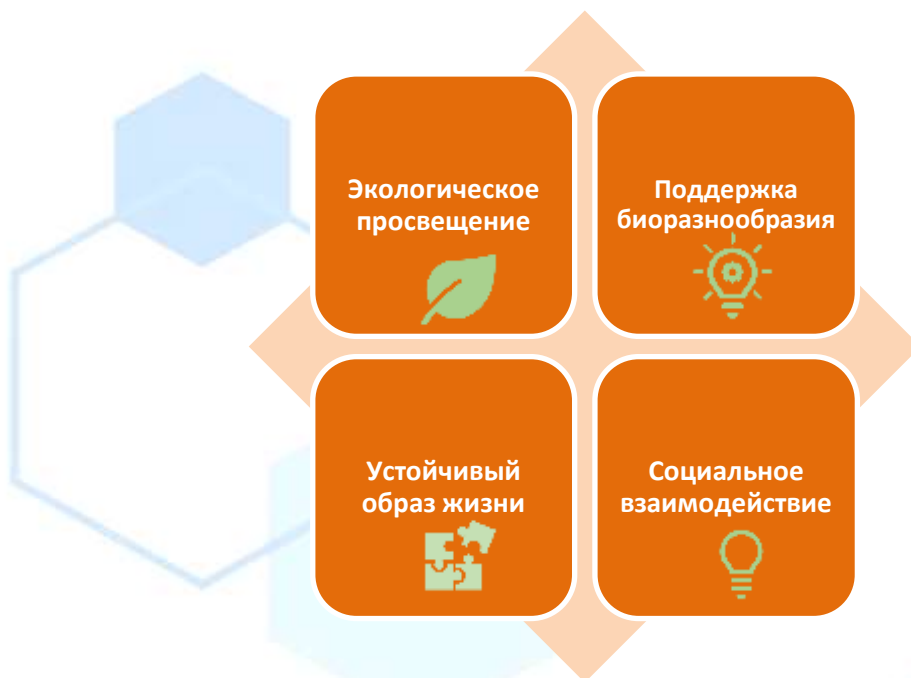 Экологическое
просвещение
Поддержка
биоразнообразия
Устойчивый
образ жизни
Социальное
взаимодействие